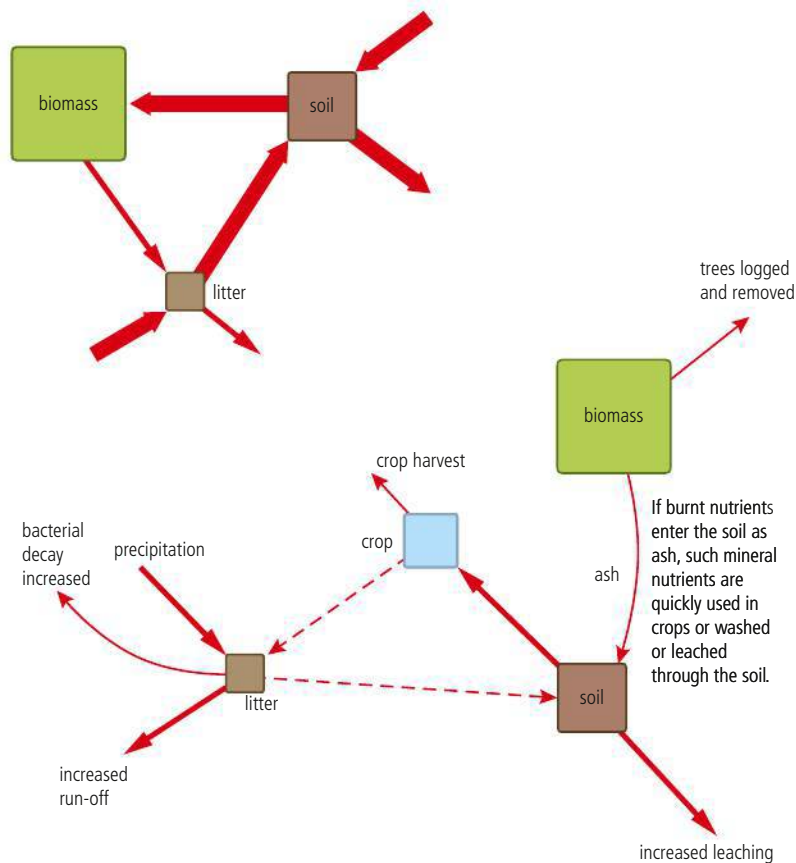 biomass
soil
litter
trees logged
and removed
biomass
crop harvest
If burnt nutrients
enter the soil as
ash, such mineral
nutrients are
quickly used in
crops or washed
or leached
through the soil.
bacterial
decay
increased
precipitation
crop
ash
litter
soil
increased
run-off
increased leaching